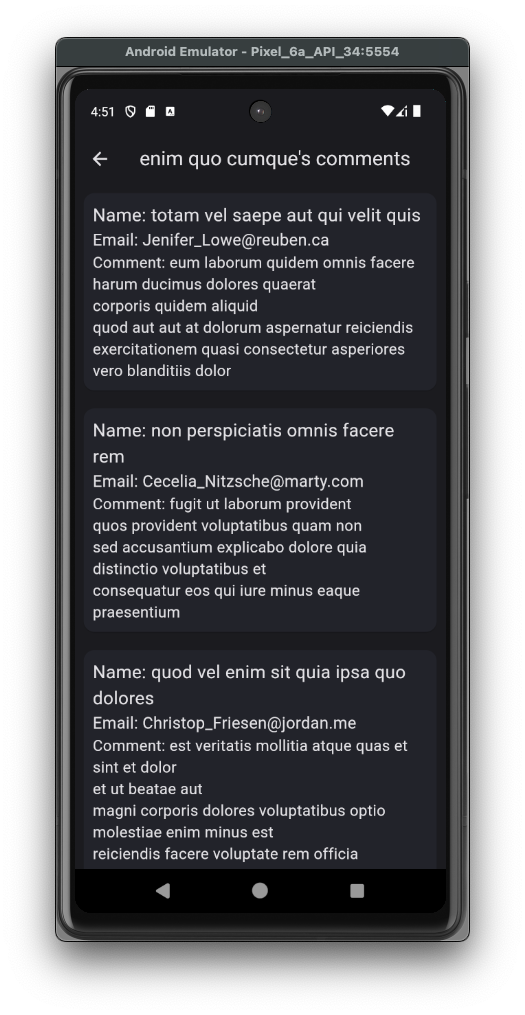 Android Emulator - Pixel_6a_API_34:5554
4:51
enim quo cumque's comments
Name: totam vel saepe aut qui velit quis
Email: Jenifer_Lowe@reuben.ca
Comment: eum laborum quidem omnis facere
harum ducimus dolores quaerat
corporis quidem aliquid
quod aut aut at dolorum aspernatur reiciendis
exercitationem quasi consectetur asperiores
vero blanditiis dolor
Name: non perspiciatis omnis facere
rem
Email: Cecelia_Nitzsche@marty.com
Comment: fugit ut laborum provident
quos provident voluptatibus quam non
sed accusantium explicabo dolore quia
distinctio voluptatibus et
consequatur eos qui iure minus eaque
praesentium
Name: quod vel enim sit quia ipsa quo
dolores
Email: Christop_Friesen@jordan.me
Comment: est veritatis mollitia atque quas et
sint et dolor
et ut beatae aut
magni corporis dolores voluptatibus optio
molestiae enim minus est
reiciendis facere voluptate rem officia